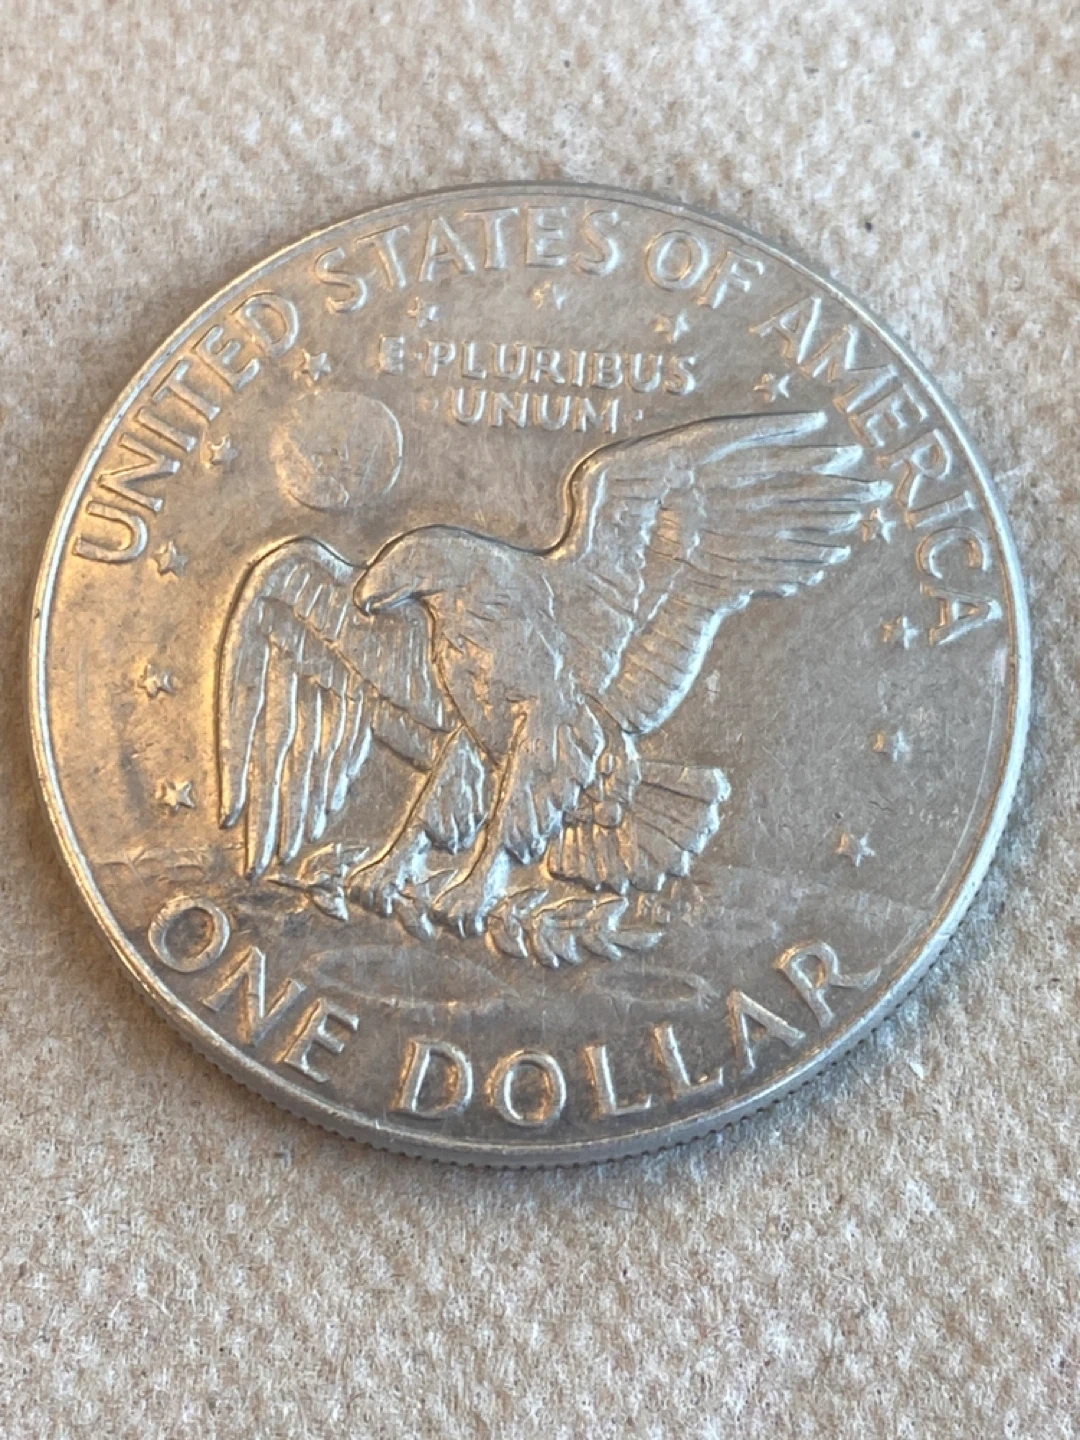 UNITED STATES OF AMERICA
E·PLURIBUS
·UNUM·
ONE DOLLAR